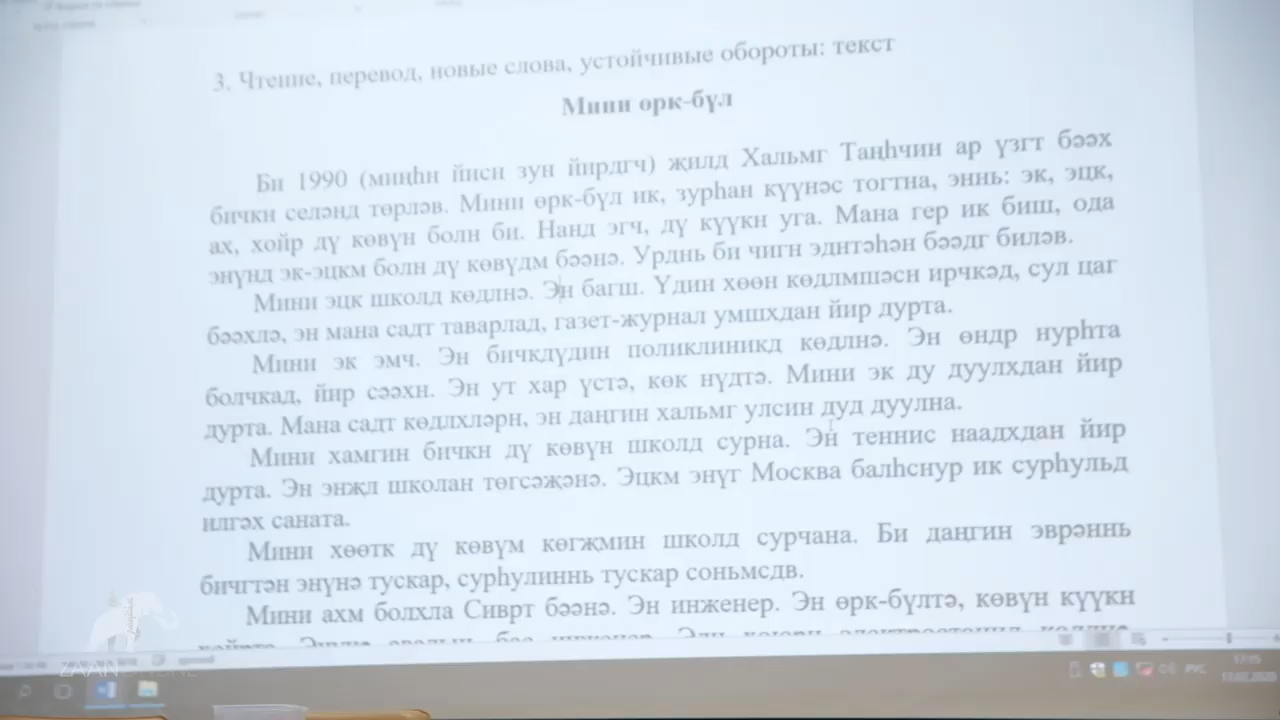 3. Чтение, перевод, новые слова, устойчивые обороты: текст
Мини өрк-бүл
Би 1990 (миңһн йисн зун йирдгч) җилд Хальмг Таңһчин ар үзгт бәәх
бичкн селәнд төрләв. Мини өрк-бүл ик, зурһан күүнәс тогтна, эннь: эк, эцк,
ах, хойр дү көвүн болн би. Нанд эгч, дү күүкн уга. Мана гер ик биш, ода
энүнд эк-эцкм болн дү көвүдм бәәнә. Урднь би чигн эднтәһән бәәдг биләв.
Мини эцк школд көдлнә. Эн багш. Үдин хөөн көдлмшәсн ирчкәд, сул цаг
бәәхлә, эн мана садт таварлад, газет-журнал умшхдан йир дурта.
Мини эк эмч. Эн бичкдүдин поликлиникд көдлнә. Эн өндр нурһта
болчкад, йир сәәхн. Эн ут хар үстә, көк нүдтә. Мини эк ду дуулхдан йир
дурта. Мана садт көдлхләрн, эн даңгин хальмг улсин дуд дуулна.
Мини хамгин бичкн дү көвүн школд сурна. Эн теннис наадхдан йир
дурта. Эн энҗл школан төгсәҗәнә. Эцкм энүг Москва балһснур ик сурһульд
илгәх саната.
Мини хөөтк дү көвүм көгҗмин школд сурчана. Би даңгин эврәннь
бичгтән энүнә тускар, сурһулиннь тускар соньмсдв.
Мини ахм болхла Сиврт бәәнә. Эн инженер. Эн өрк-бүлтә, көвүн күүкн
ZAAN ONLINE
РУС
17:15